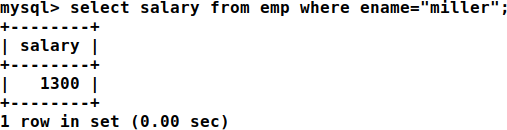 mysql> select salary from emp where ename="miller";
+--------+
| salary |
+--------+
|   1300 |
+--------+
1 row in set (0.00 sec)